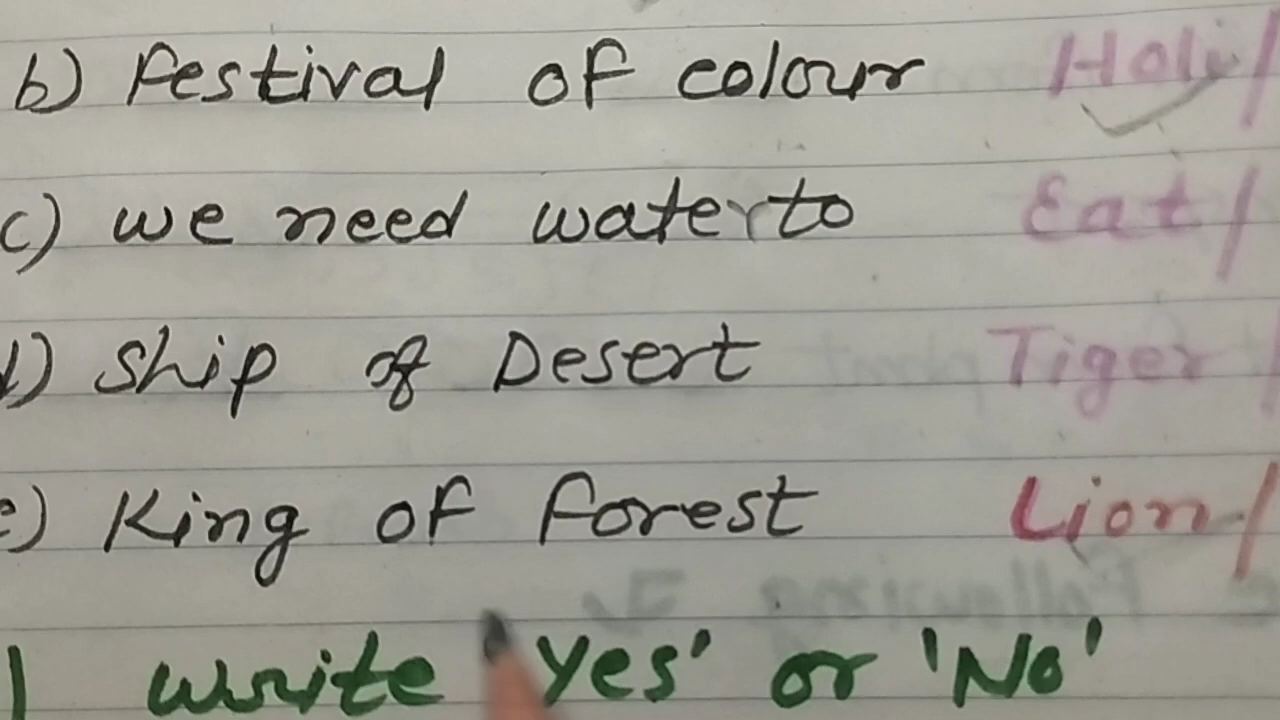 b) Festival of colour Holi/
c) we need water to Eat/
d) Ship of Desert Tiger/
e) King of forest Lion/
write 'Yes' or 'No'